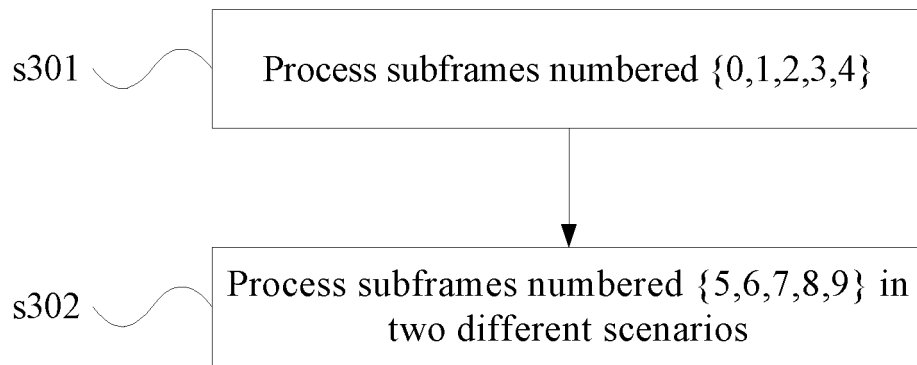 s301
Process subframes numbered {0,1,2,3,4}
s302
Process subframes numbered {5,6,7,8,9} in
two different scenarios